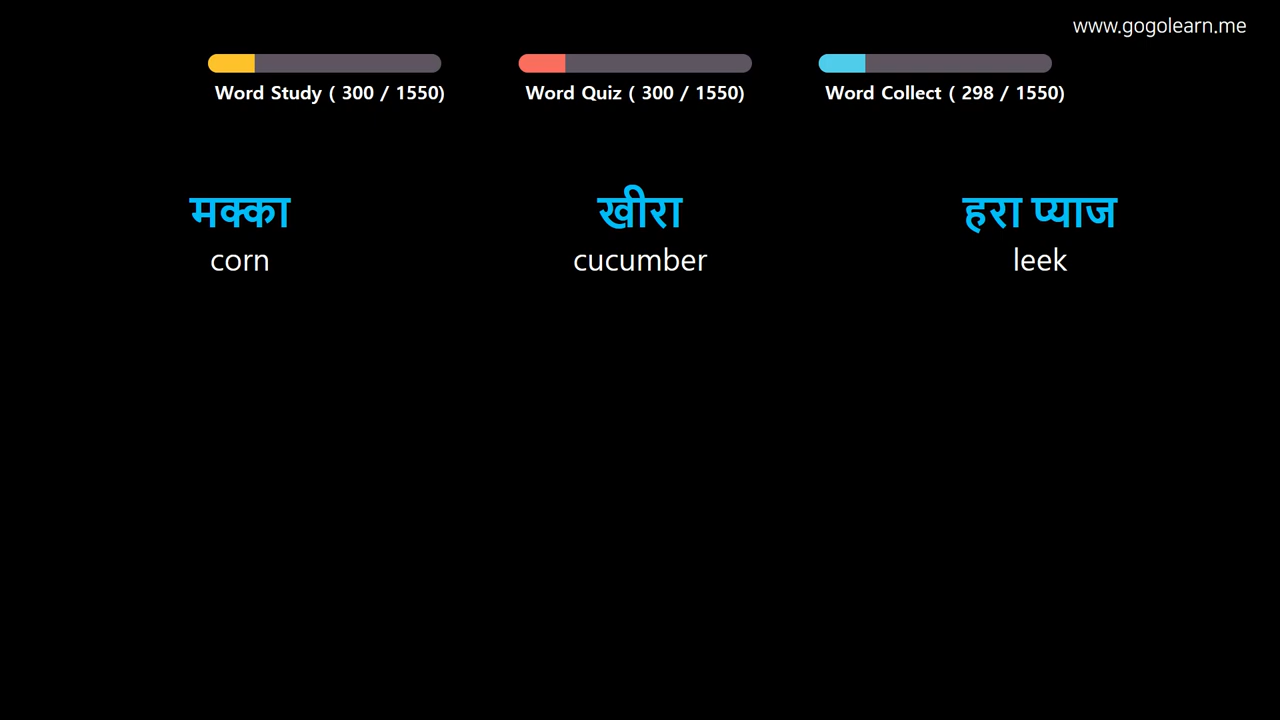 www.gogolearn.me
Word Study ( 300 / 1550)
Word Quiz ( 300 / 1550)
Word Collect ( 298 / 1550)
मक्का
corn
खीरा
cucumber
हरा प्याज
leek